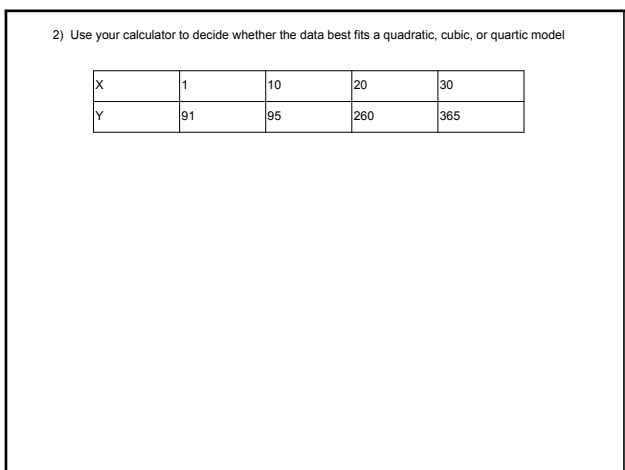 2) Use your calculator to decide whether the data best fits a quadratic, cubic, or quartic model
X 1 10 20 30
Y 91 95 260 365